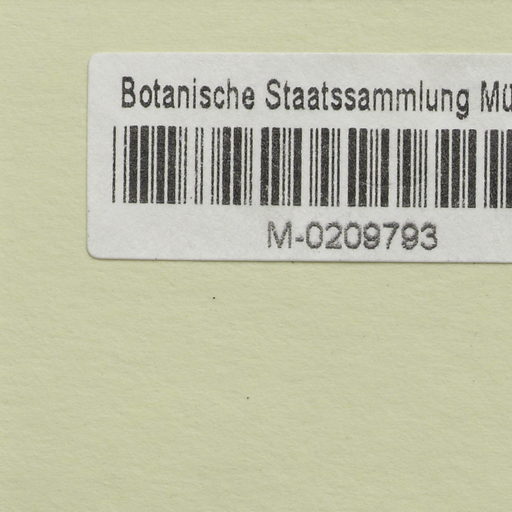 Botanische Staatssammlung Mü
M-0209793